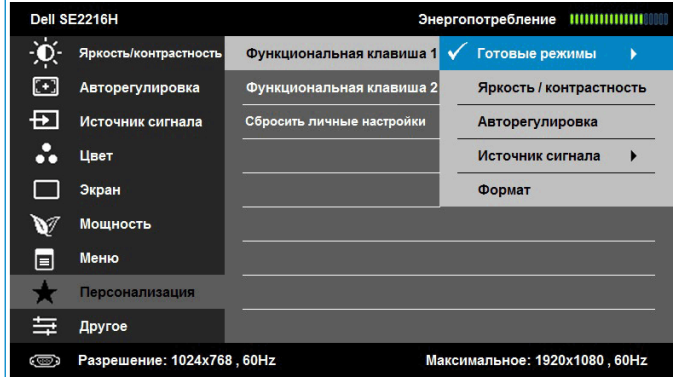 Dell SE2216H Энергопотребление
Яркость/контрастность Функциональная клавиша 1 Готовые режимы
Авторегулировка Функциональная клавиша 2 Яркость / контрастность
Источник сигнала Сбросить личные настройки Авторегулировка
Цвет Источник сигнала
Экран Формат
Мощность
Меню
Персонализация
Другое
Разрешение: 1024x768 , 60Hz Максимальное: 1920x1080 , 60Hz